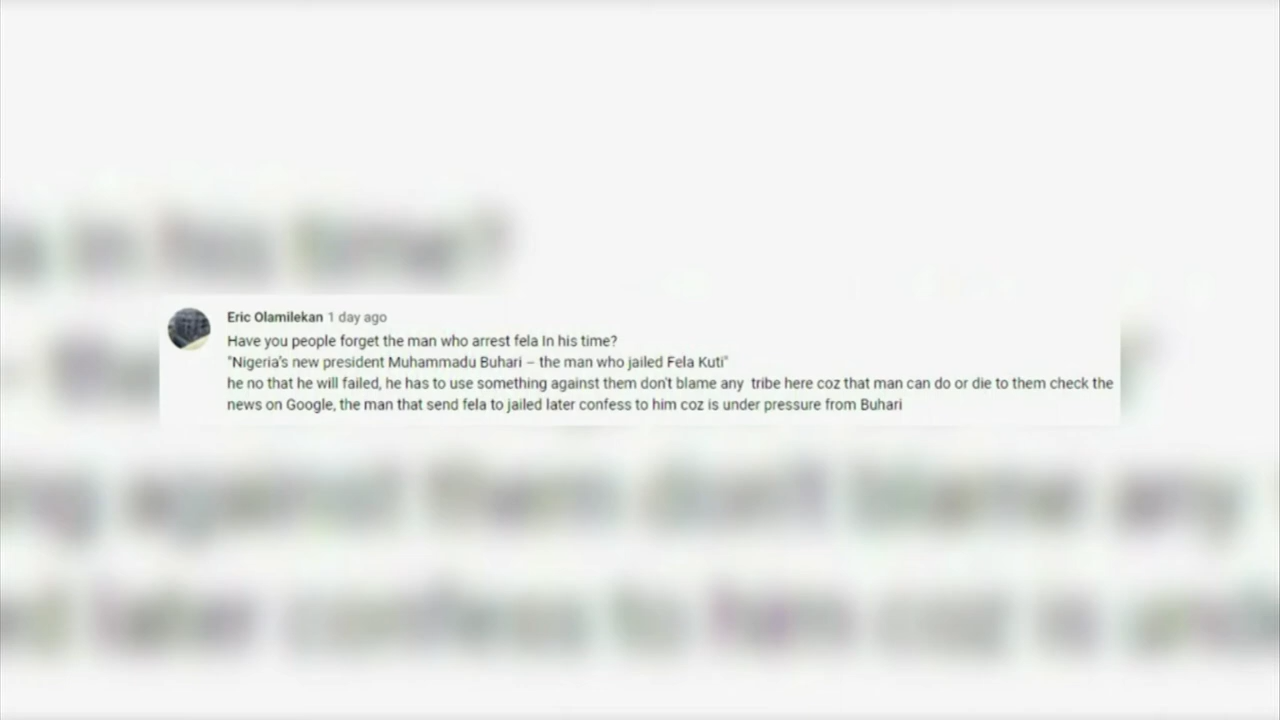 Eric Olamilekan 1 day ago
Have you people forget the man who arrest fela In his time?
"Nigeria's new president Muhammadu Buhari – the man who jailed Fela Kuti"
he no that he will failed, he has to use something against them don't blame any tribe here coz that man can do or die to them check the
news on Google, the man that send fela to jailed later confess to him coz is under pressure from Buhari